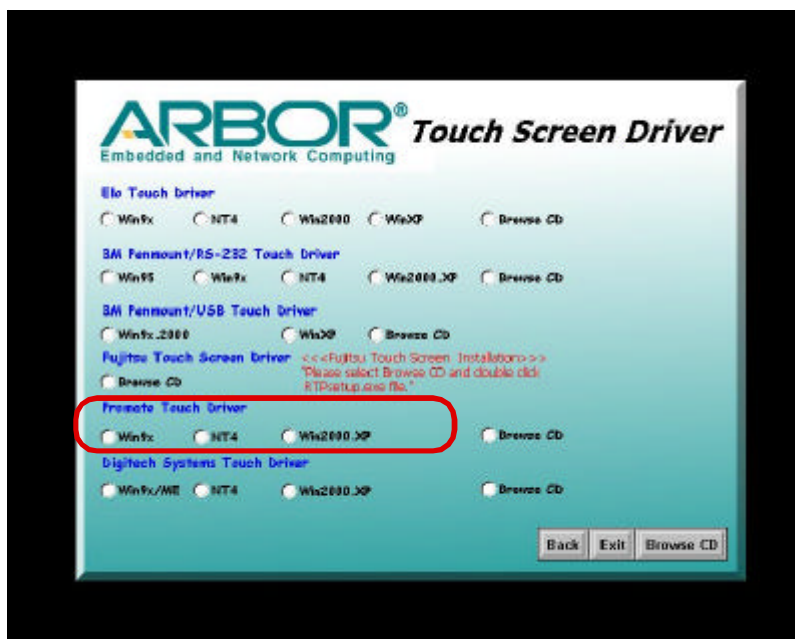 ARBOR® Touch Screen Driver
Embedded and Network Computing
Elo Touch Driver
Win9x NT4 Win2000 WinXP Browse CD
3M Penmount/RS-232 Touch Driver
Win95 Win9x NT4 Win2000.XP Browse CD
3M Penmount/USB Touch Driver
Win9x.2000 WinXP Browse CD
Fujitsu Touch Screen Driver <<<Fujitsu Touch Screen Installation>>>
"Please select Browse CD and double click
Browse CD RTPsetup.exe file."
Promate Touch Driver
Win9x NT4 Win2000.XP Browse CD
Digitech Systems Touch Driver
Win9x/ME NT4 Win2000.XP Browse CD
Back Exit Browse CD